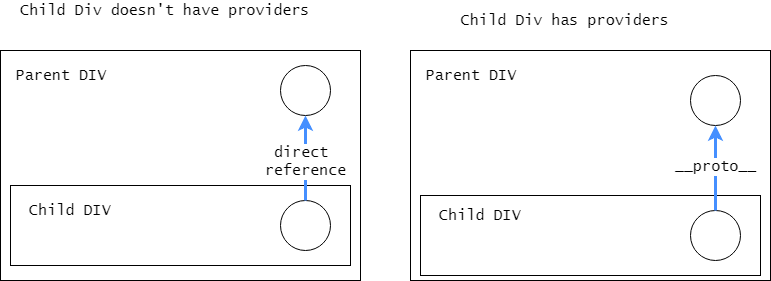 Child Div doesn't have providers
Parent DIV
direct
reference
Child DIV
Child Div has providers
Parent DIV
__proto__
Child DIV